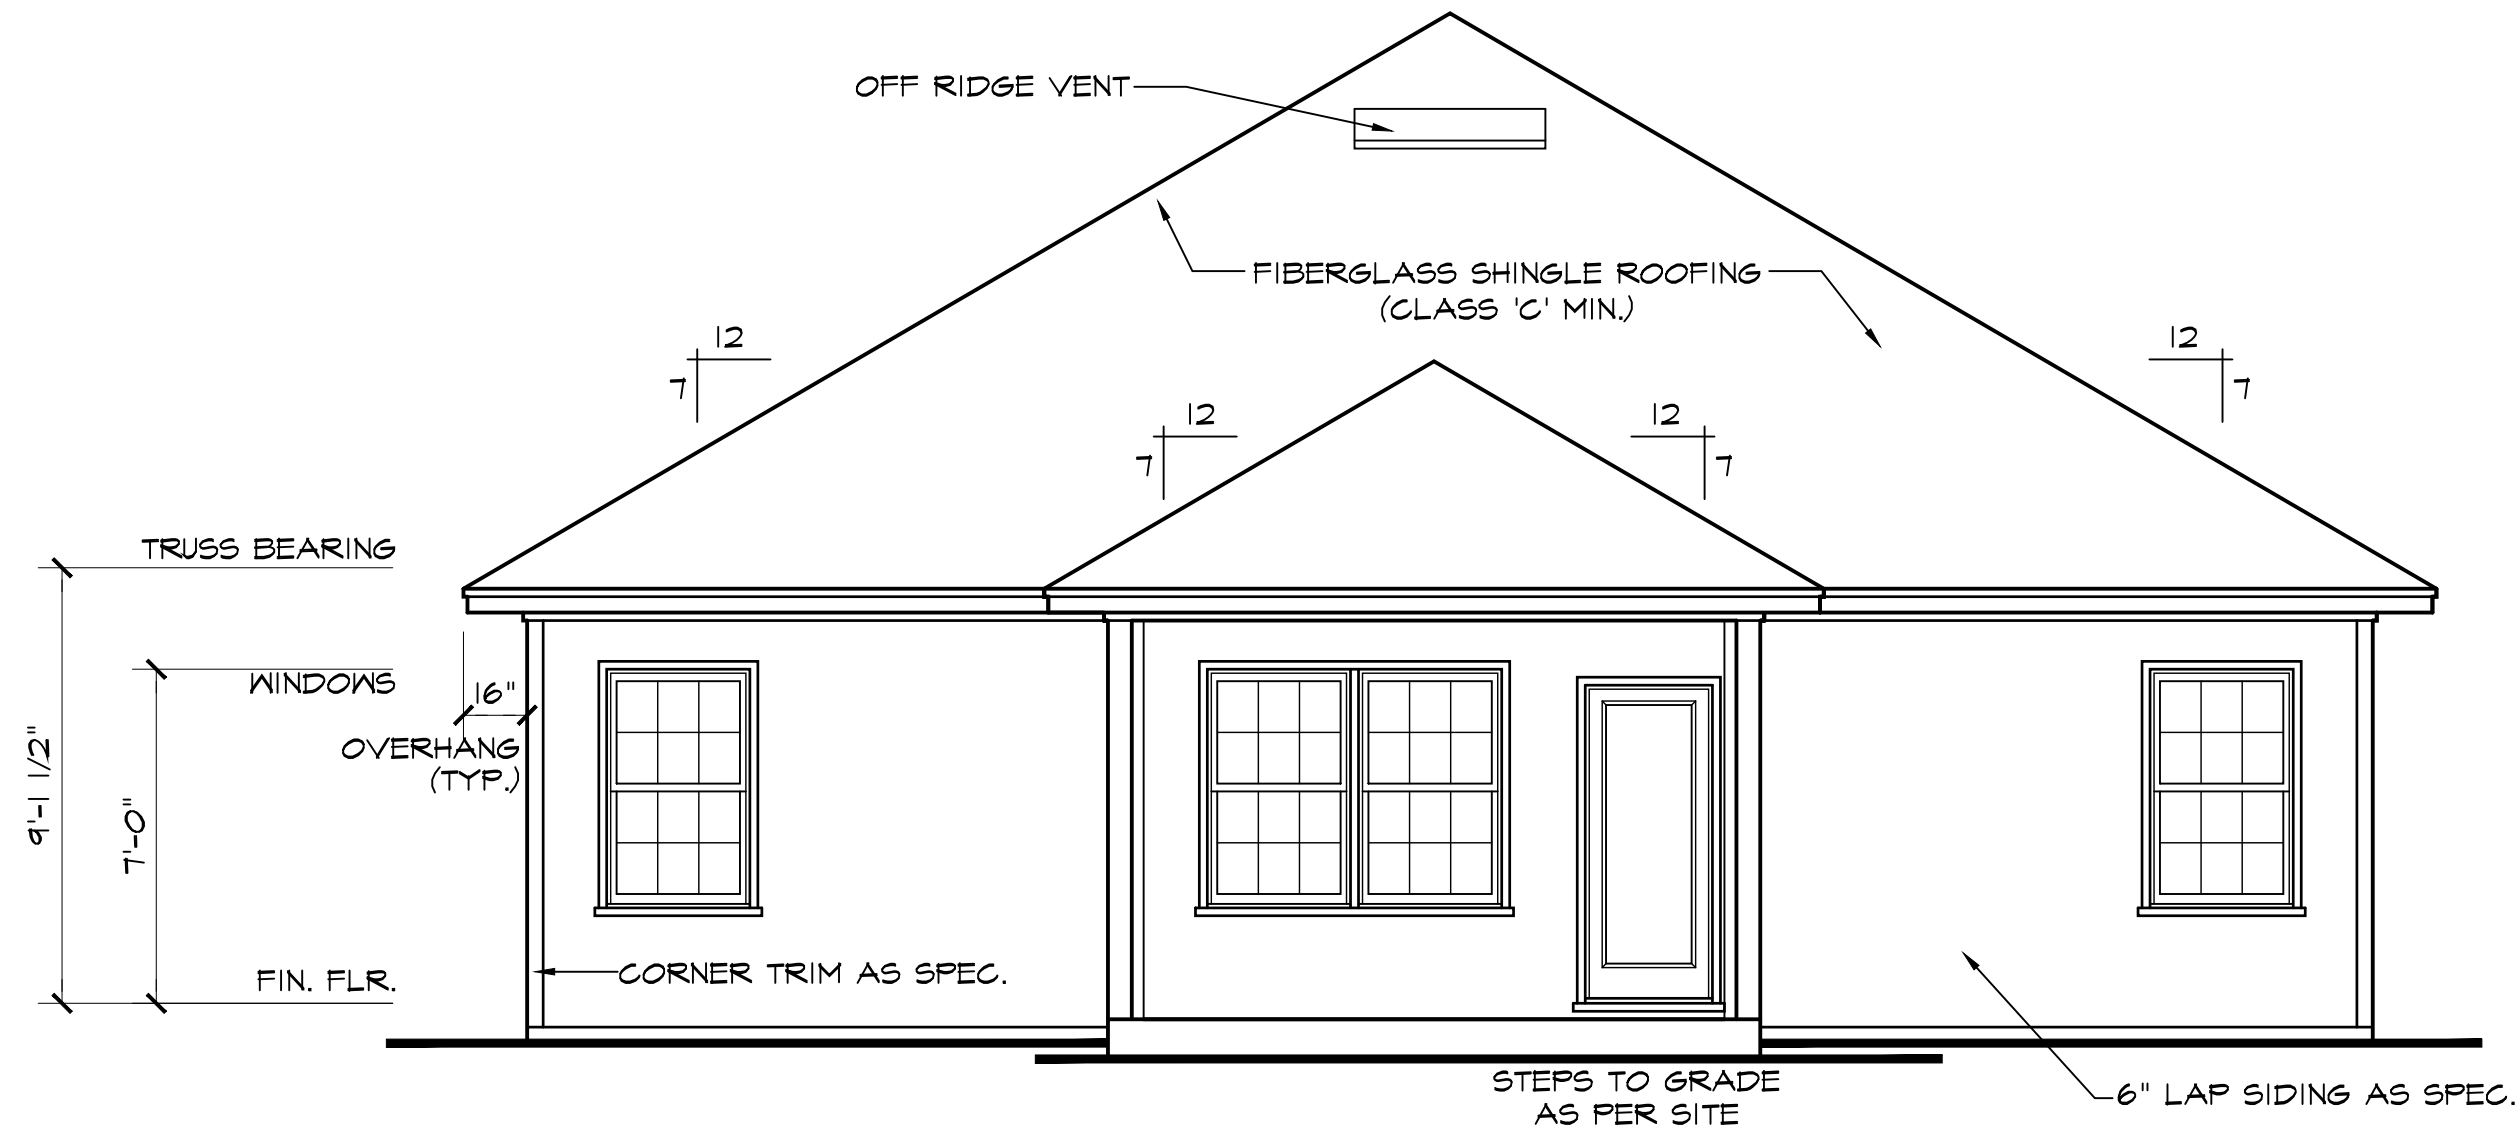 OFF RIDGE VENT
FIBERGLASS SHINGLE ROOFING
(CLASS 'C' MIN.)
12
7
12
7
12
7
12
7
TRUSS BEARING
WINDOWS
16"
OVERHANG
(TYP.)
9'-1 1/2"
7'-0"
FIN. FLR.
CORNER TRIM AS SPEC.
STEPS TO GRADE
AS PER SITE
6" LAP SIDING AS SPEC.